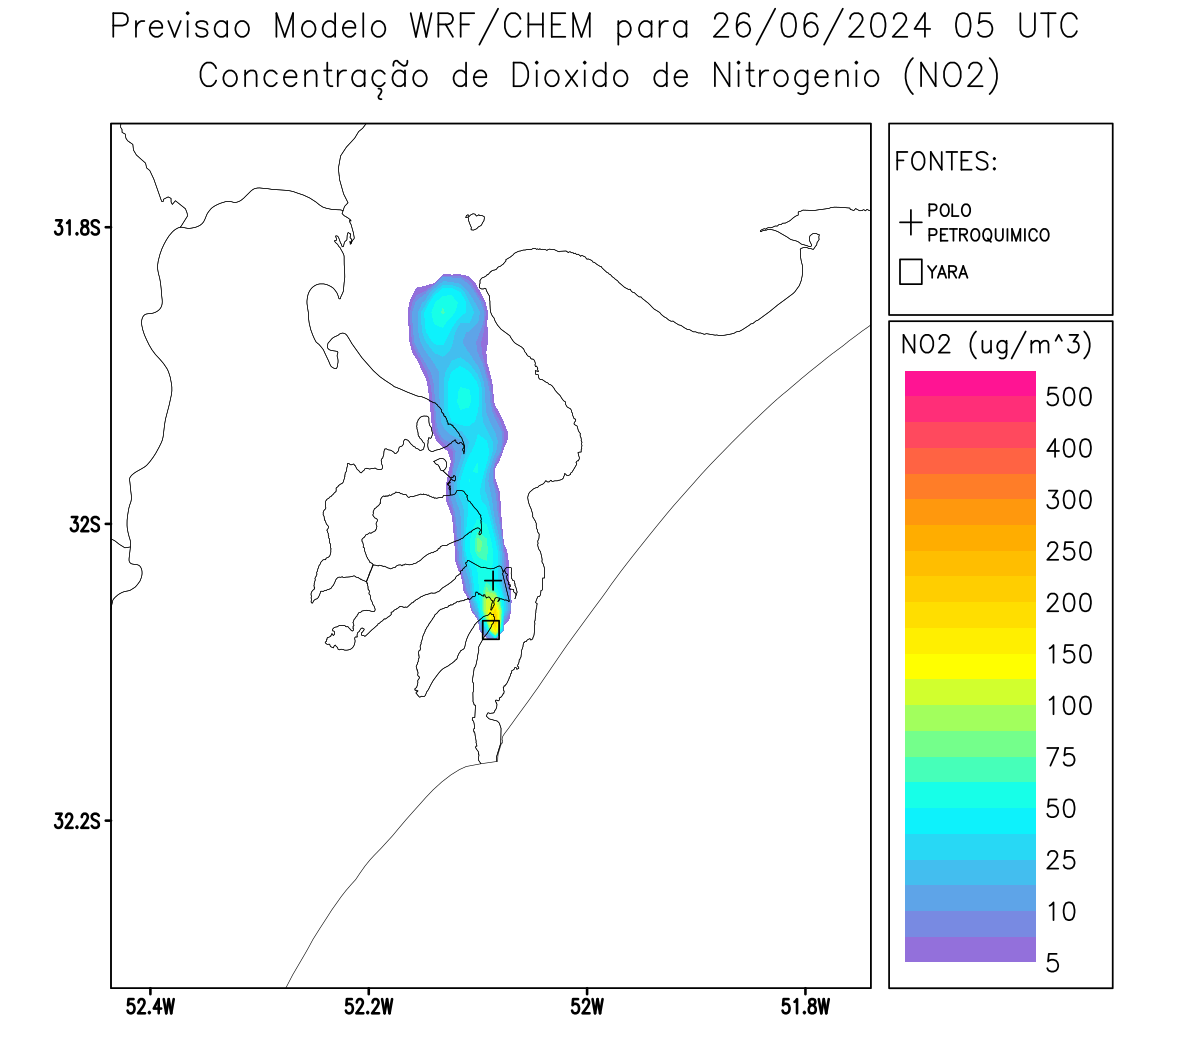 Previsao Modelo WRF/CHEM para 26/06/2024 05 UTC
Concentração de Dioxido de Nitrogenio (NO2)
FONTES:
POLO
PETROQUIMICO
YARA
31.8S
32S
32.2S
52.4W
52.2W
52W
51.8W
NO2 (ug/m^3)
500
400
300
250
200
150
100
75
50
25
10
5